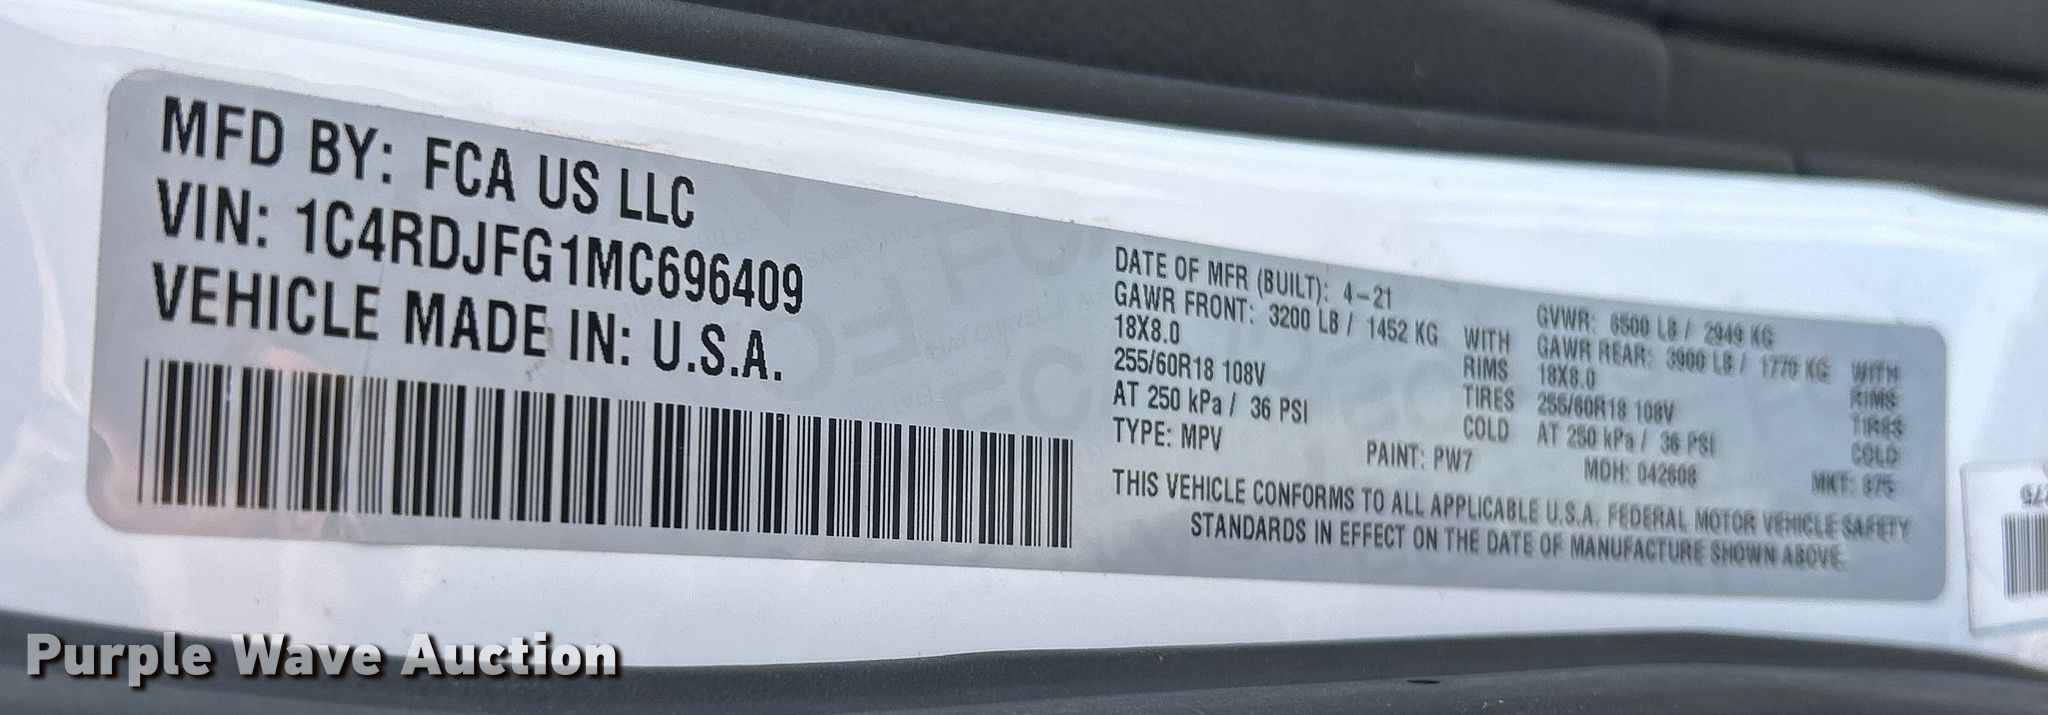 MFD BY: FCA US LLC
VIN: 1C4RDJFG1MC696409
VEHICLE MADE IN: U.S.A.
DATE OF MFR (BUILT): 4-21 GVWR: 6500 LB / 2949 KG
GAWR FRONT: 3200 LB / 1452 KG WITH GAWR REAR: 3900 LB / 1770 KG WITH
18X8.0 RIMS 18X8.0 RIMS
255/60R18 108V TIRES 255/60R18 108V TIRES
AT 250 kPa / 36 PSI COLD AT 250 kPa / 36 PSI COLD
TYPE: MPV PAINT: PW7 MDH: 042608 MKT: 875
THIS VEHICLE CONFORMS TO ALL APPLICABLE U.S.A. FEDERAL MOTOR VEHICLE SAFETY
STANDARDS IN EFFECT ON THE DATE OF MANUFACTURE SHOWN ABOVE.
Purple Wave Auction